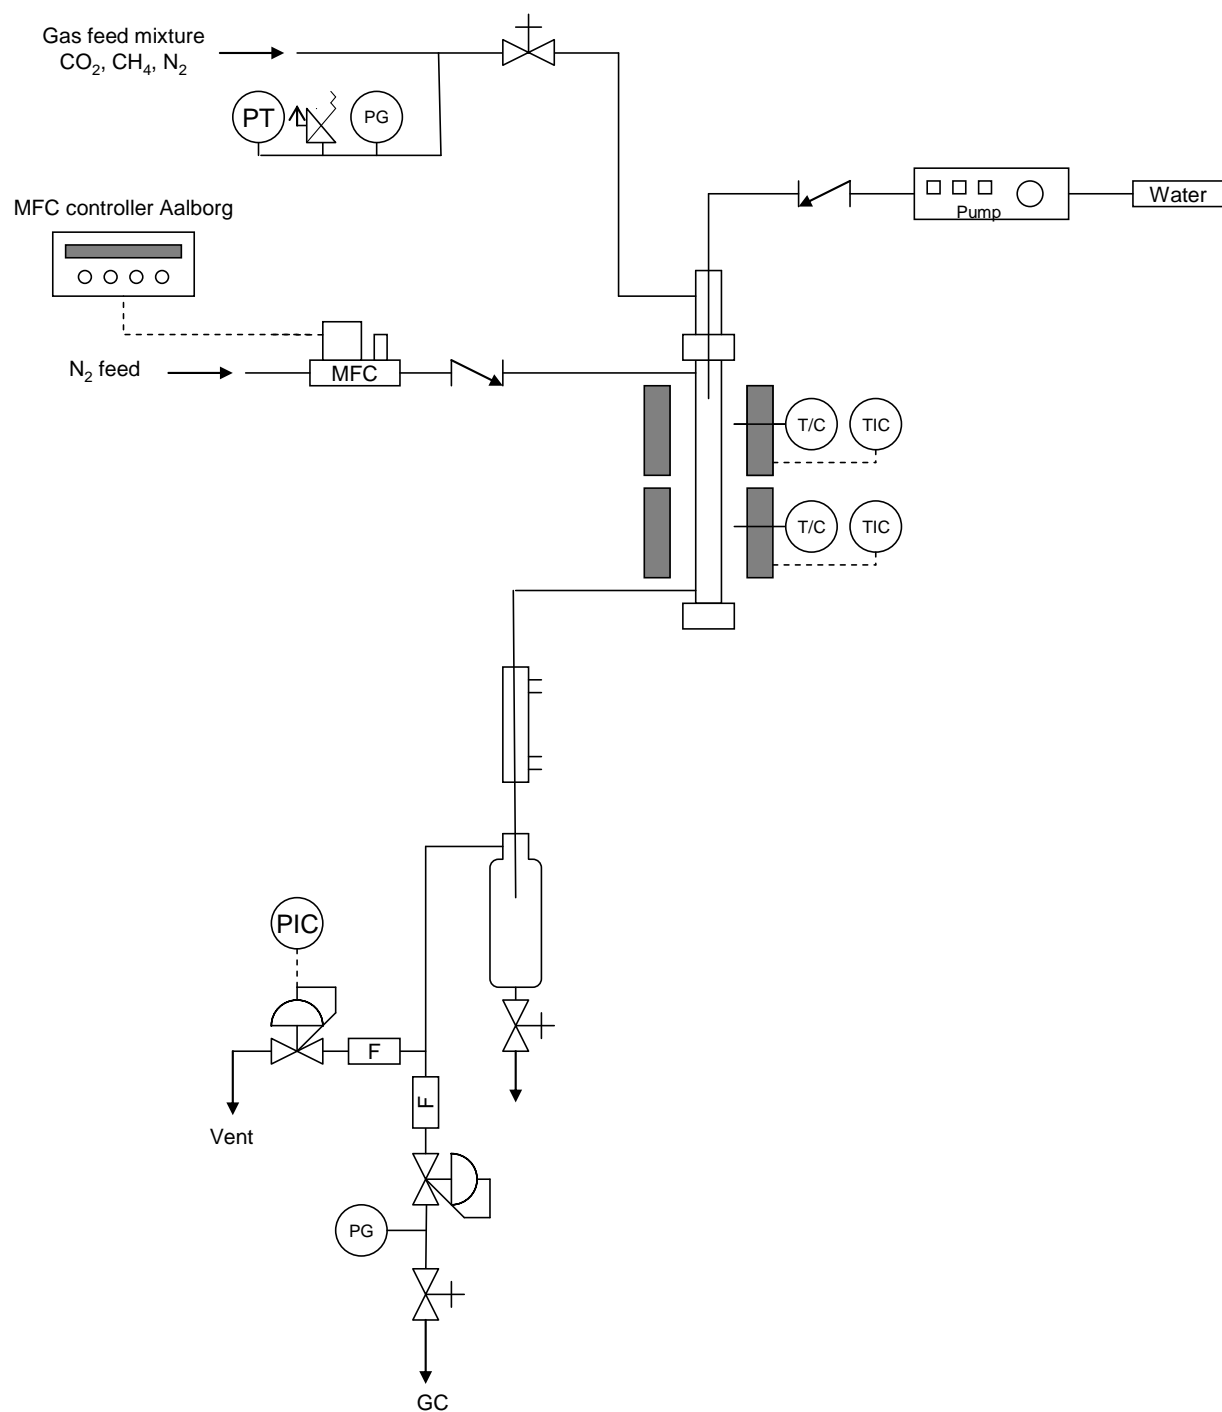 Gas feed mixture
CO₂, CH₄, N₂
PT
PG
MFC controller Aalborg
Pump
Water
N₂ feed
MFC
T/C
TIC
T/C
TIC
PIC
F
F
Vent
PG
GC